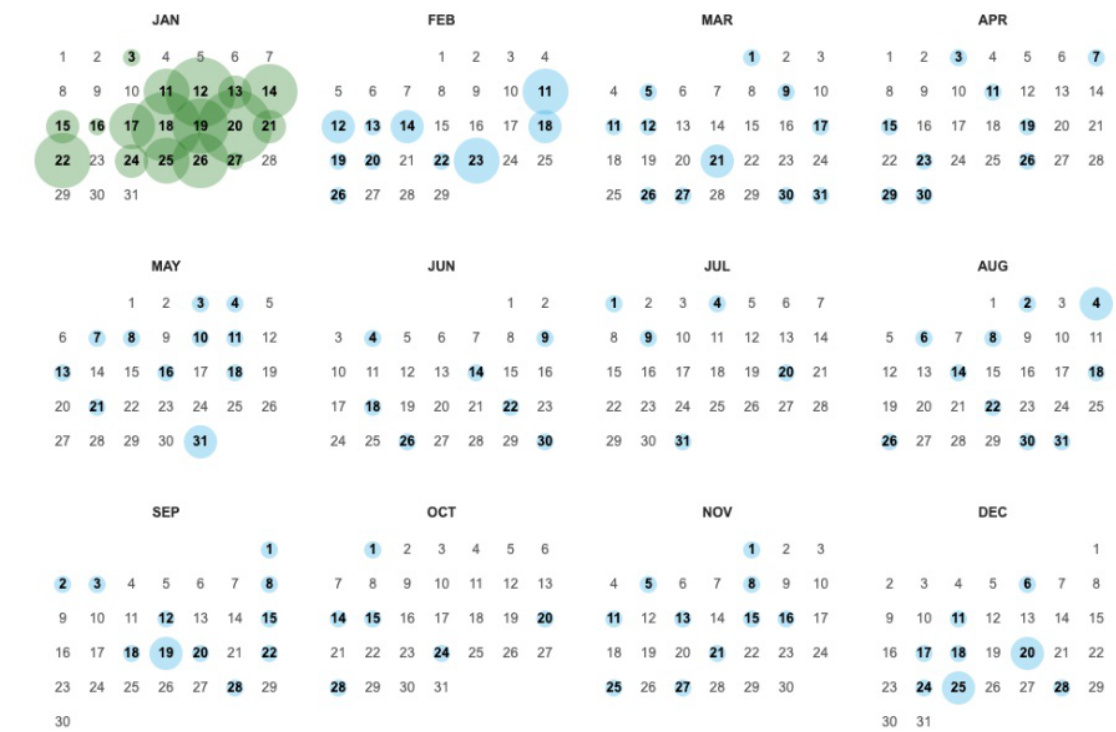 JAN FEB MAR APR
1 2 3 4 5 6 7 1 2 3 4 1 2 3 1 2 3 4 5 6 7
8 9 10 11 12 13 14 5 6 7 8 9 10 11 4 5 6 7 8 9 10 8 9 10 11 12 13 14
15 16 17 18 19 20 21 12 13 14 15 16 17 18 11 12 13 14 15 16 17 15 16 17 18 19 20 21
22 23 24 25 26 27 28 19 20 21 22 23 24 25 18 19 20 21 22 23 24 22 23 24 25 26 27 28
29 30 31 26 27 28 29 25 26 27 28 29 30 31 29 30
MAY JUN JUL AUG
1 2 3 4 5 1 2 1 2 3 4 5 6 7 1 2 3 4
6 7 8 9 10 11 12 3 4 5 6 7 8 9 8 9 10 11 12 13 14 5 6 7 8 9 10 11
13 14 15 16 17 18 19 10 11 12 13 14 15 16 15 16 17 18 19 20 21 12 13 14 15 16 17 18
20 21 22 23 24 25 26 17 18 19 20 21 22 23 22 23 24 25 26 27 28 19 20 21 22 23 24 25
27 28 29 30 31 24 25 26 27 28 29 30 29 30 31 26 27 28 29 30 31
SEP OCT NOV DEC
1 1 2 3 4 5 6 1 2 3 1
2 3 4 5 6 7 8 7 8 9 10 11 12 13 4 5 6 7 8 9 10 2 3 4 5 6 7 8
9 10 11 12 13 14 15 14 15 16 17 18 19 20 11 12 13 14 15 16 17 9 10 11 12 13 14 15
16 17 18 19 20 21 22 21 22 23 24 25 26 27 18 19 20 21 22 23 24 16 17 18 19 20 21 22
23 24 25 26 27 28 29 28 29 30 31 25 26 27 28 29 30 23 24 25 26 27 28 29
30 30 31